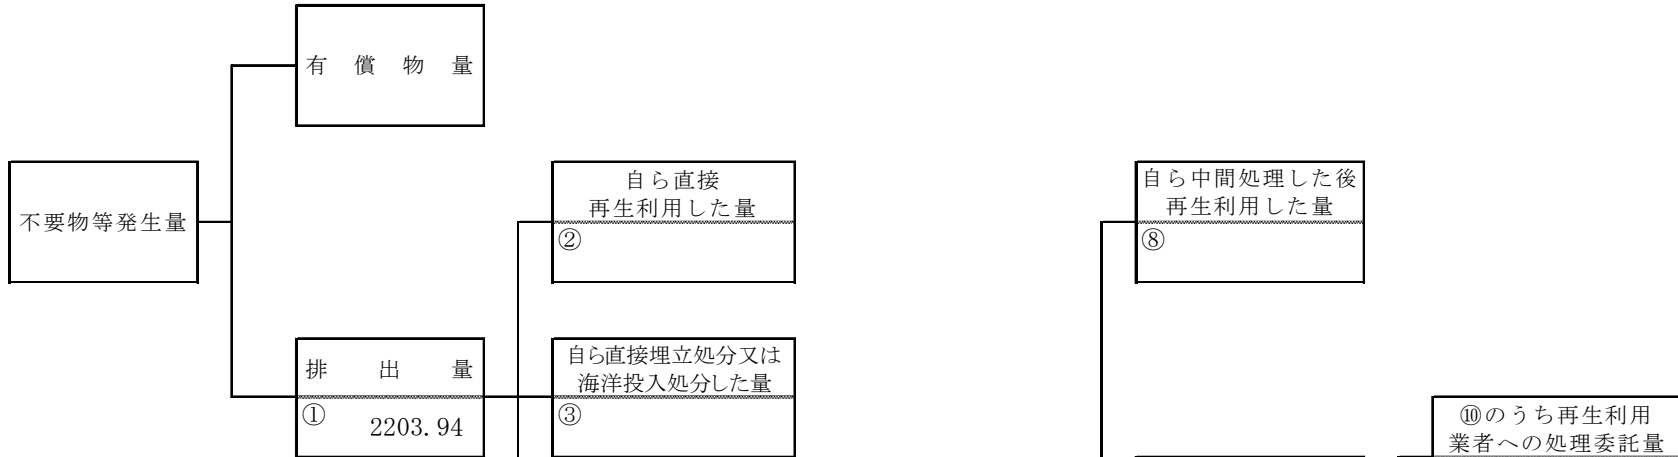 有償物量
不要物等発生量
自ら直接
再生利用した量
②
自ら中間処理した後
再生利用した量
⑧
排出量
① 2203.94
自ら直接埋立処分又は
海洋投入処分した量
③
⑩のうち再生利用
業者への処理委託量